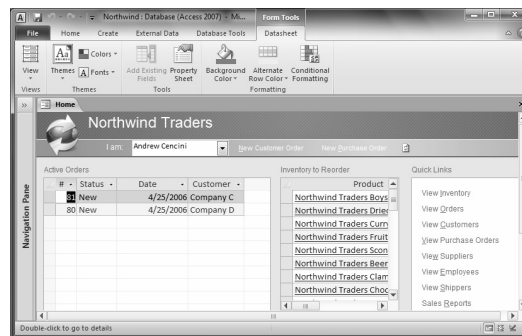 Northwind : Database (Access 2007) - Mi...
Form Tools
File Home Create External Data Database Tools Datasheet
View
Themes
Colors
Fonts
Add Existing Fields
Property Sheet
Background Color
Alternate Row Color
Conditional Formatting
Views Themes Tools Formatting
Home
Northwind Traders
I am: Andrew Cencini New Customer Order New Purchase Order
Active Orders
# Status Date Customer
81 New 4/25/2006 Company C
80 New 4/25/2006 Company D
Inventory to Reorder
Product
Northwind Traders Boys
Northwind Traders Dried
Northwind Traders Curry
Northwind Traders Fruit
Northwind Traders Scon
Northwind Traders Beer
Northwind Traders Clam
Northwind Traders Choc
Quick Links
View Inventory
View Orders
View Customers
View Purchase Orders
View Suppliers
View Employees
View Shippers
Sales Reports
Navigation Pane
Double-click to go to details